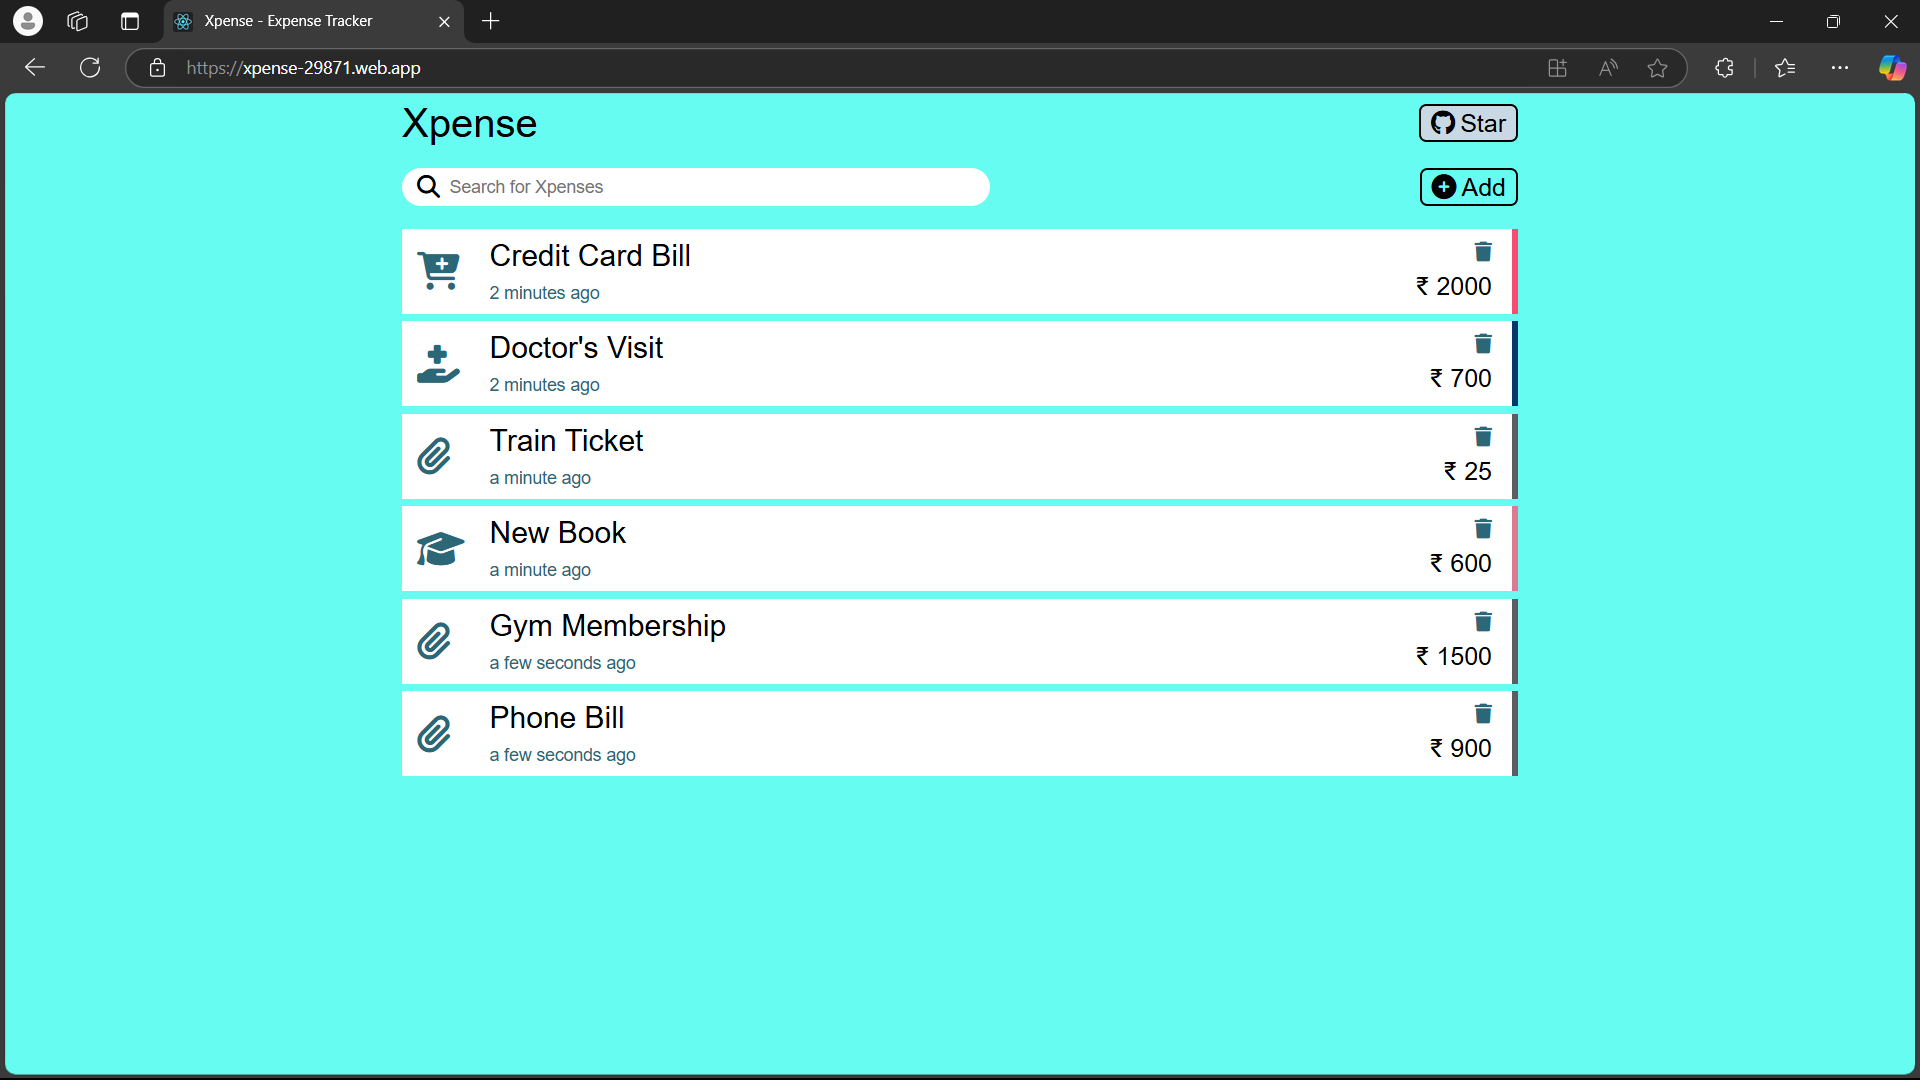 Xpense - Expense Tracker
https://xpense-29871.web.app
Xpense
Star
Search for Xpenses
Add
Credit Card Bill
2 minutes ago
₹ 2000
Doctor's Visit
2 minutes ago
₹ 700
Train Ticket
a minute ago
₹ 25
New Book
a minute ago
₹ 600
Gym Membership
a few seconds ago
₹ 1500
Phone Bill
a few seconds ago
₹ 900